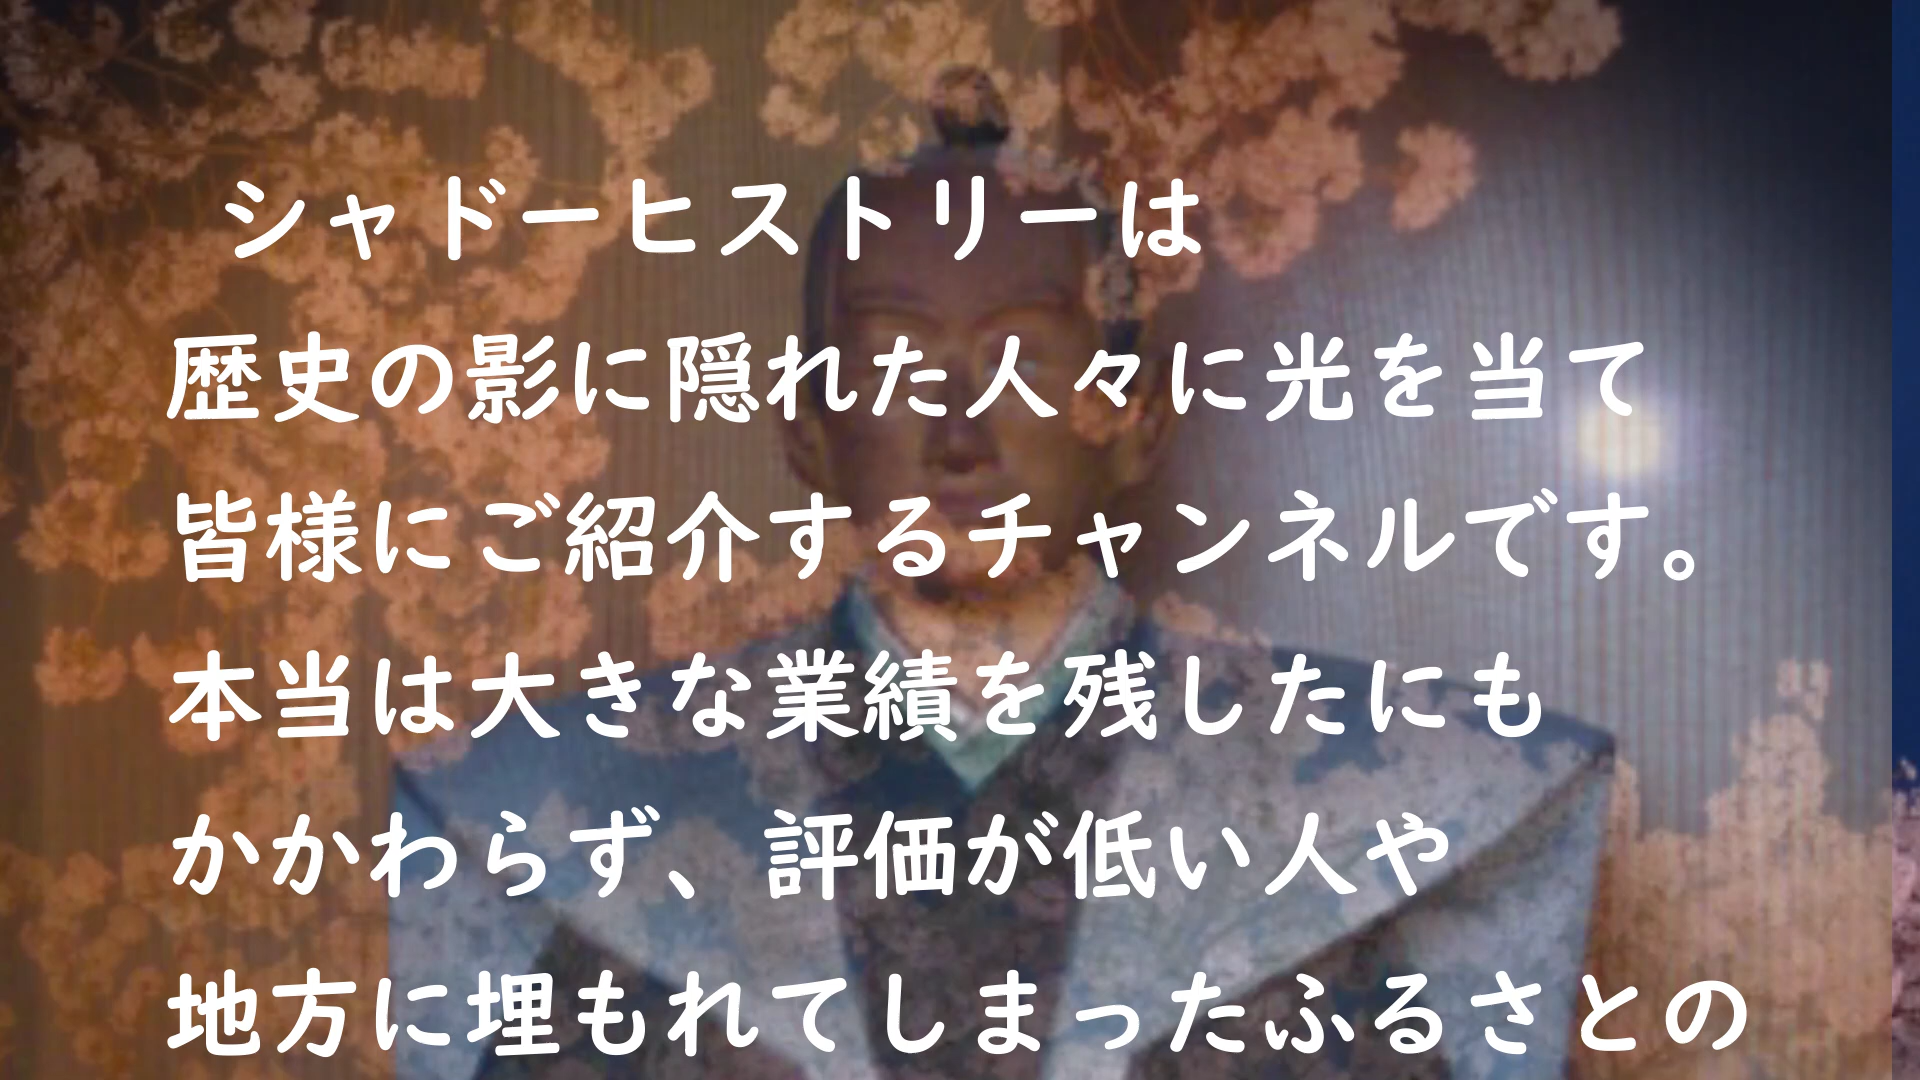 シャドーヒストリーは
歴史の影に隠れた人々に光を当て
皆様にご紹介するチャンネルです。
本当は大きな業績を残したにも
かかわらず、評価が低い人や
地方に埋もれてしまったふるさとの